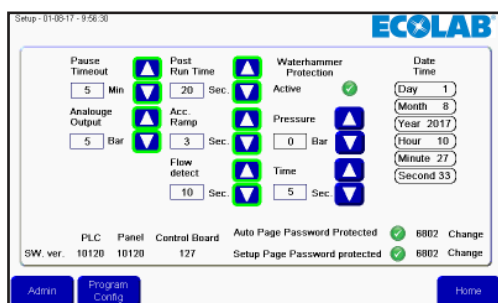 Setup - 01-08-17 - 9:56:30
ECOLAB
Pause Timeout
5 Min
Post Run Time
20 Sec.
Waterhammer Protection
Active
Date Time
Day 1
Month 8
Year 2017
Hour 10
Minute 27
Second 33
Analouge Output
5 Bar
Acc. Ramp
3 Sec.
Pressure
0 Bar
Flow detect
10 Sec.
Time
5 Sec.
Auto Page Password Protected 6802 Change
PLC Panel Control Board
SW. ver. 10120 10120 127
Setup Page Password protected 6802 Change
Admin
Program Config
Home